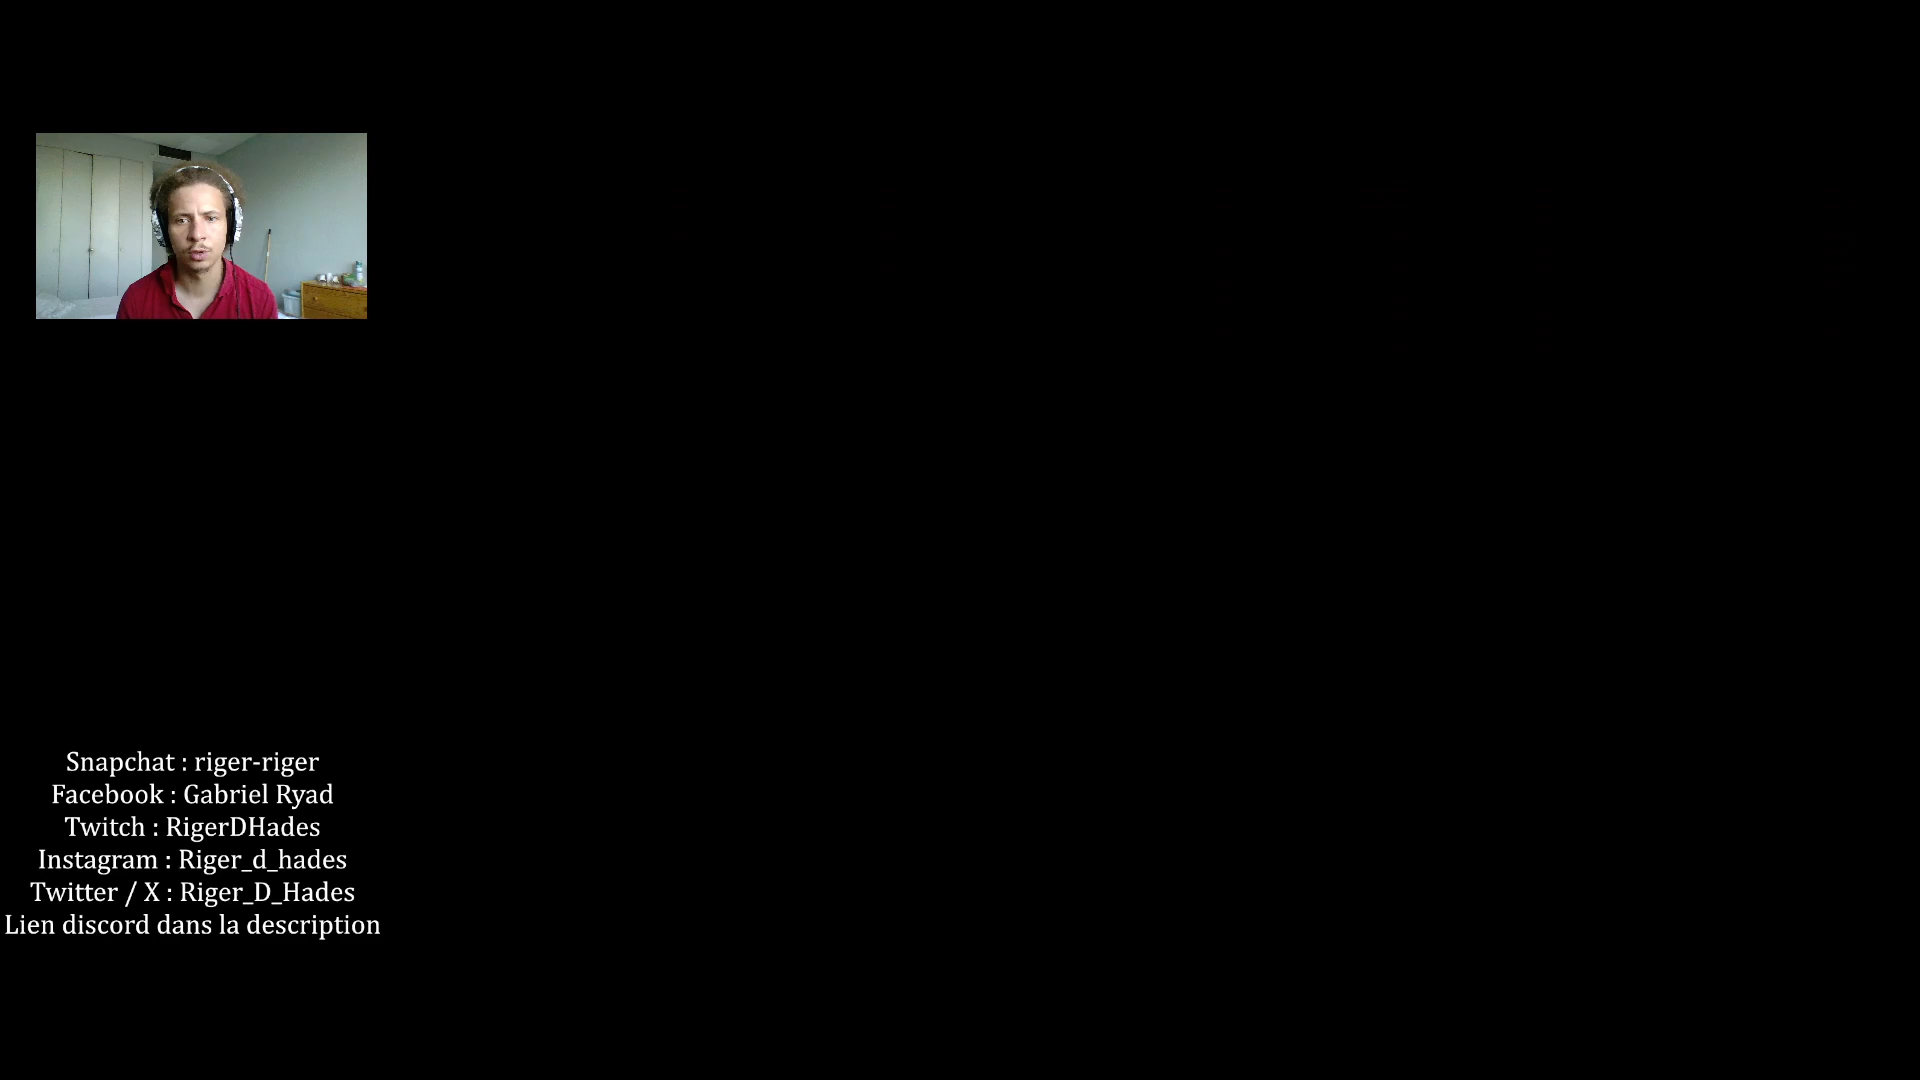 Snapchat : riger-riger
Facebook : Gabriel Ryad
Twitch : RigerDHades
Instagram : Riger_d_hades
Twitter / X : Riger_D_Hades
Lien discord dans la description